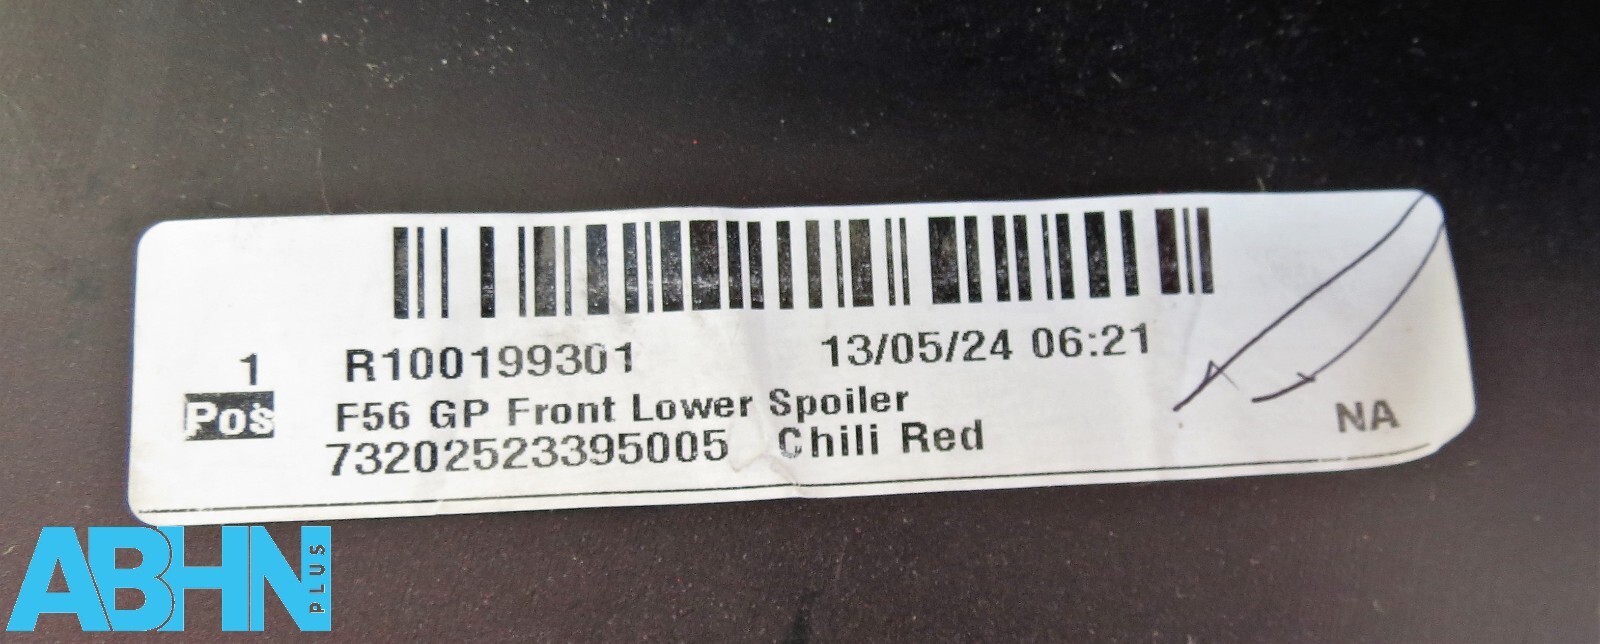 1 R100199301 13/05/24 06:21
Pos F56 GP Front Lower Spoiler
73202523395005 Chili Red NA
ABHN PLUS